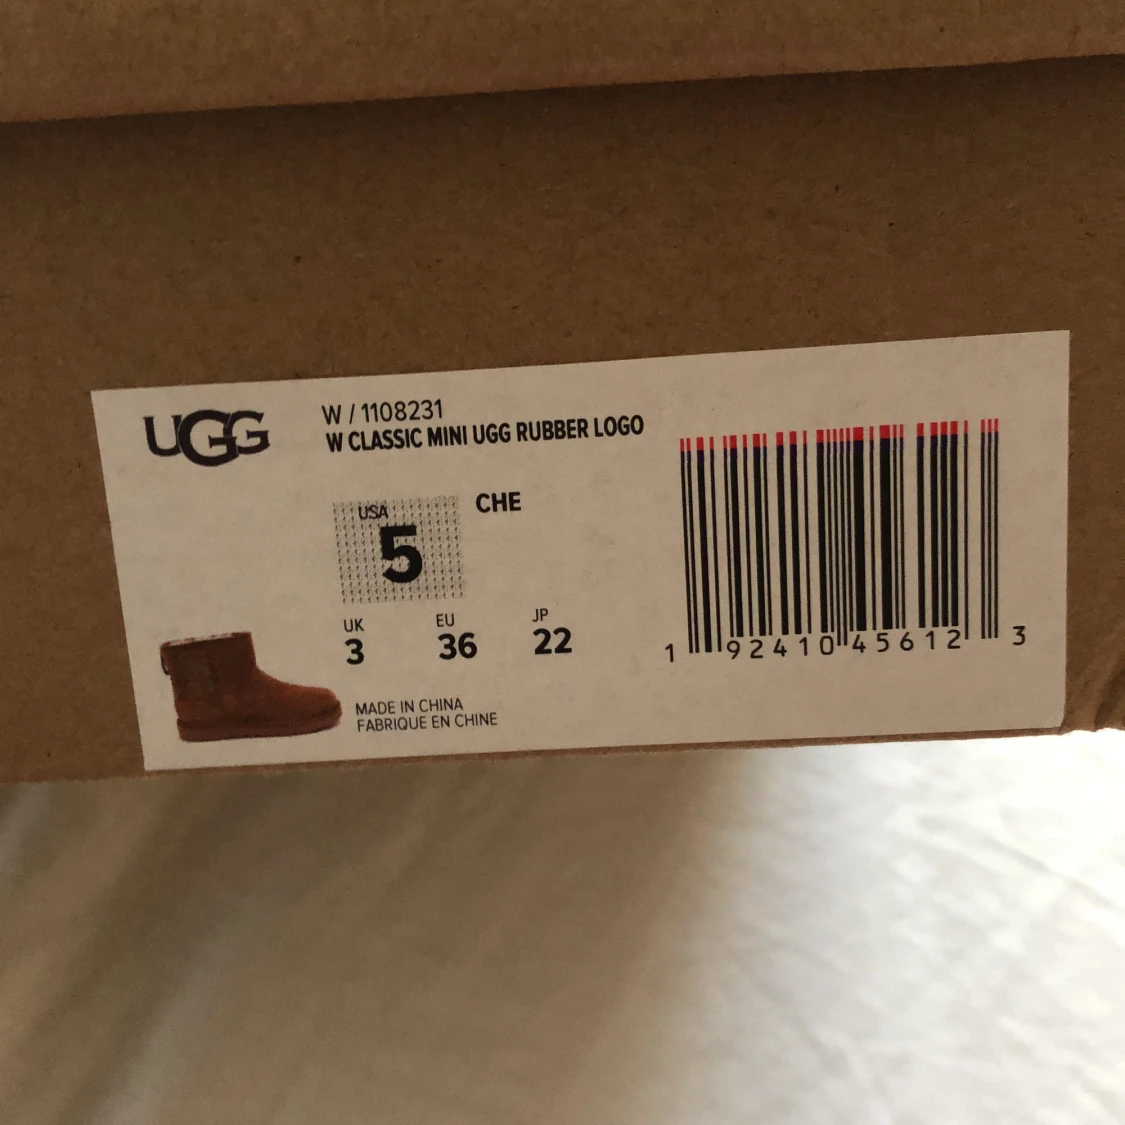 UGG
W / 1108231
W CLASSIC MINI UGG RUBBER LOGO
USA
5
CHE
UK
3
EU
36
JP
22
MADE IN CHINA
FABRIQUE EN CHINE
1 92410 45612 3